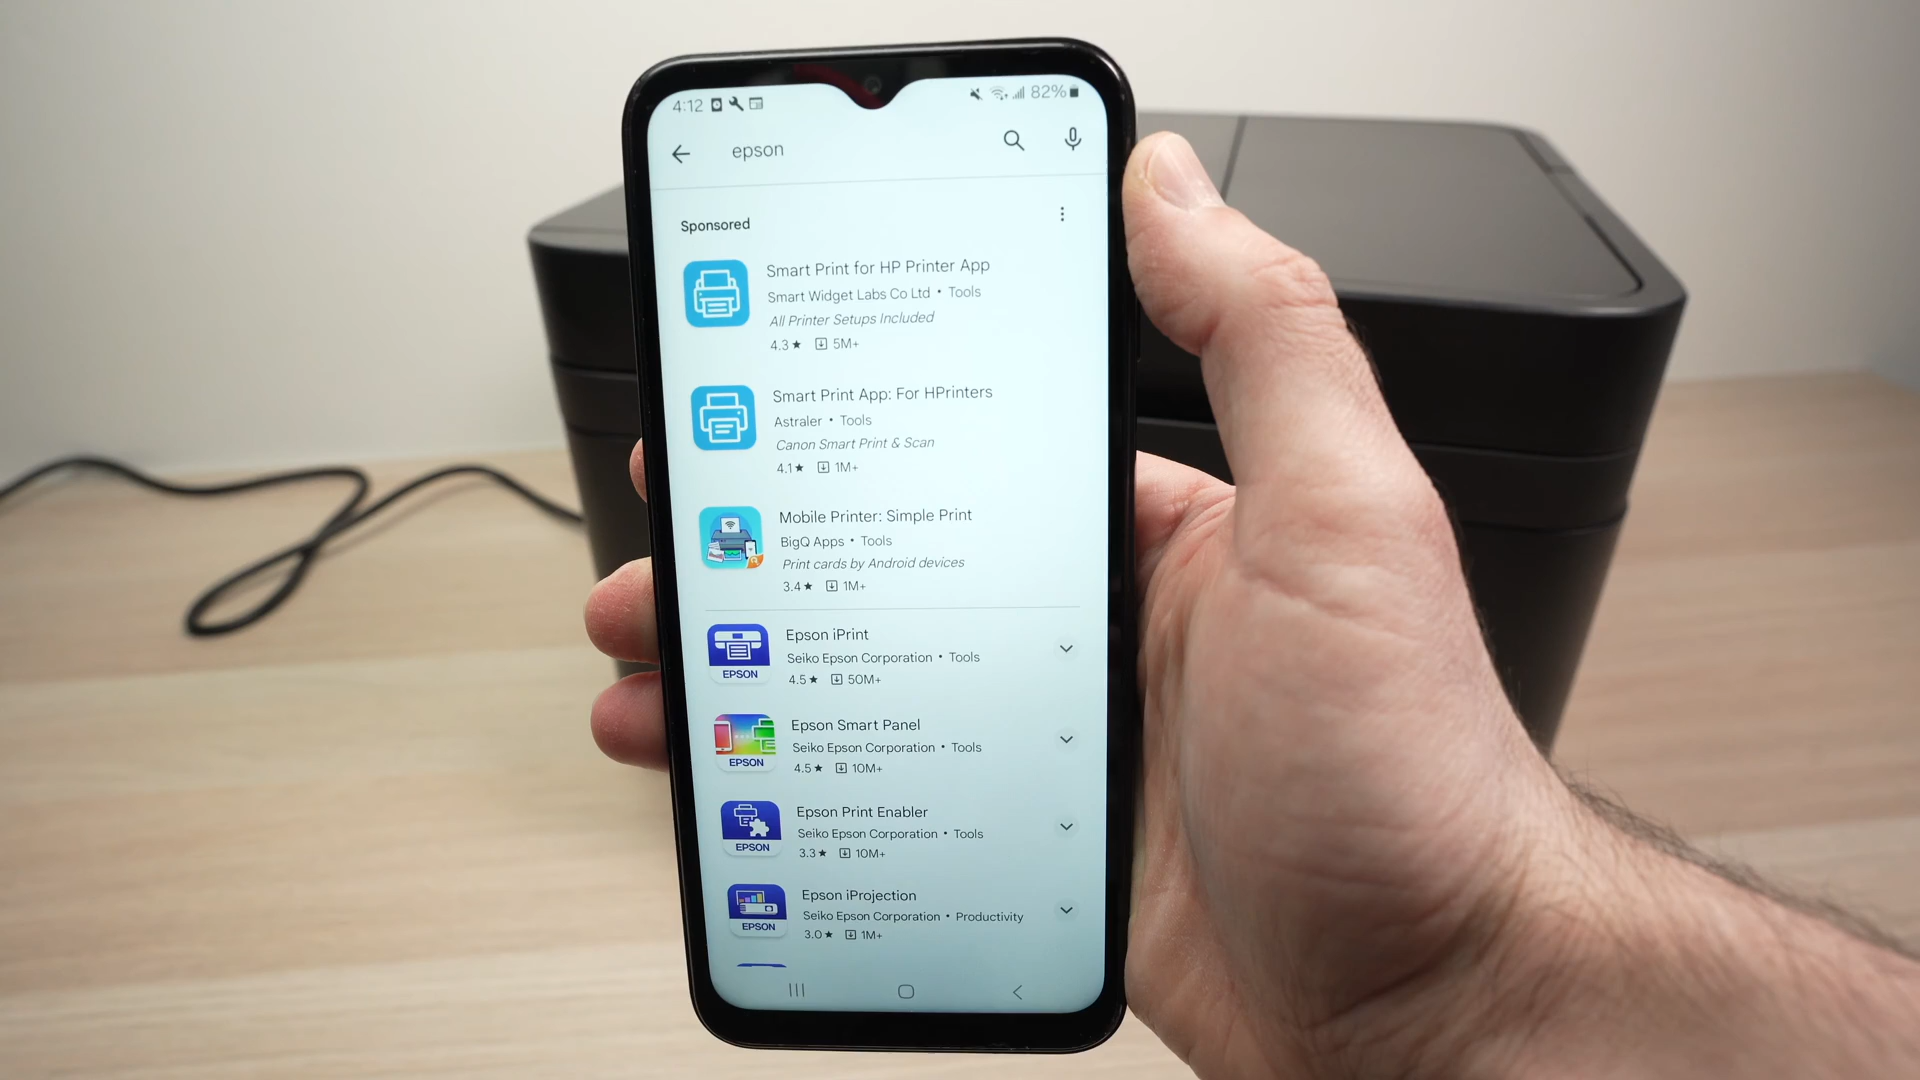 4:12 82%
epson
Sponsored
Smart Print for HP Printer App
Smart Widget Labs Co Ltd • Tools
All Printer Setups Included
4.3★ 5M+
Smart Print App: For HPrinters
Astraler • Tools
Canon Smart Print & Scan
4.1★ 1M+
Mobile Printer: Simple Print
BigQ Apps • Tools
Print cards by Android devices
3.4★ 1M+
Epson iPrint
Seiko Epson Corporation • Tools
EPSON
4.5★ 50M+
Epson Smart Panel
Seiko Epson Corporation • Tools
EPSON
4.5★ 10M+
Epson Print Enabler
Seiko Epson Corporation • Tools
EPSON
3.3★ 10M+
Epson iProjection
Seiko Epson Corporation • Productivity
EPSON
3.0★ 1M+